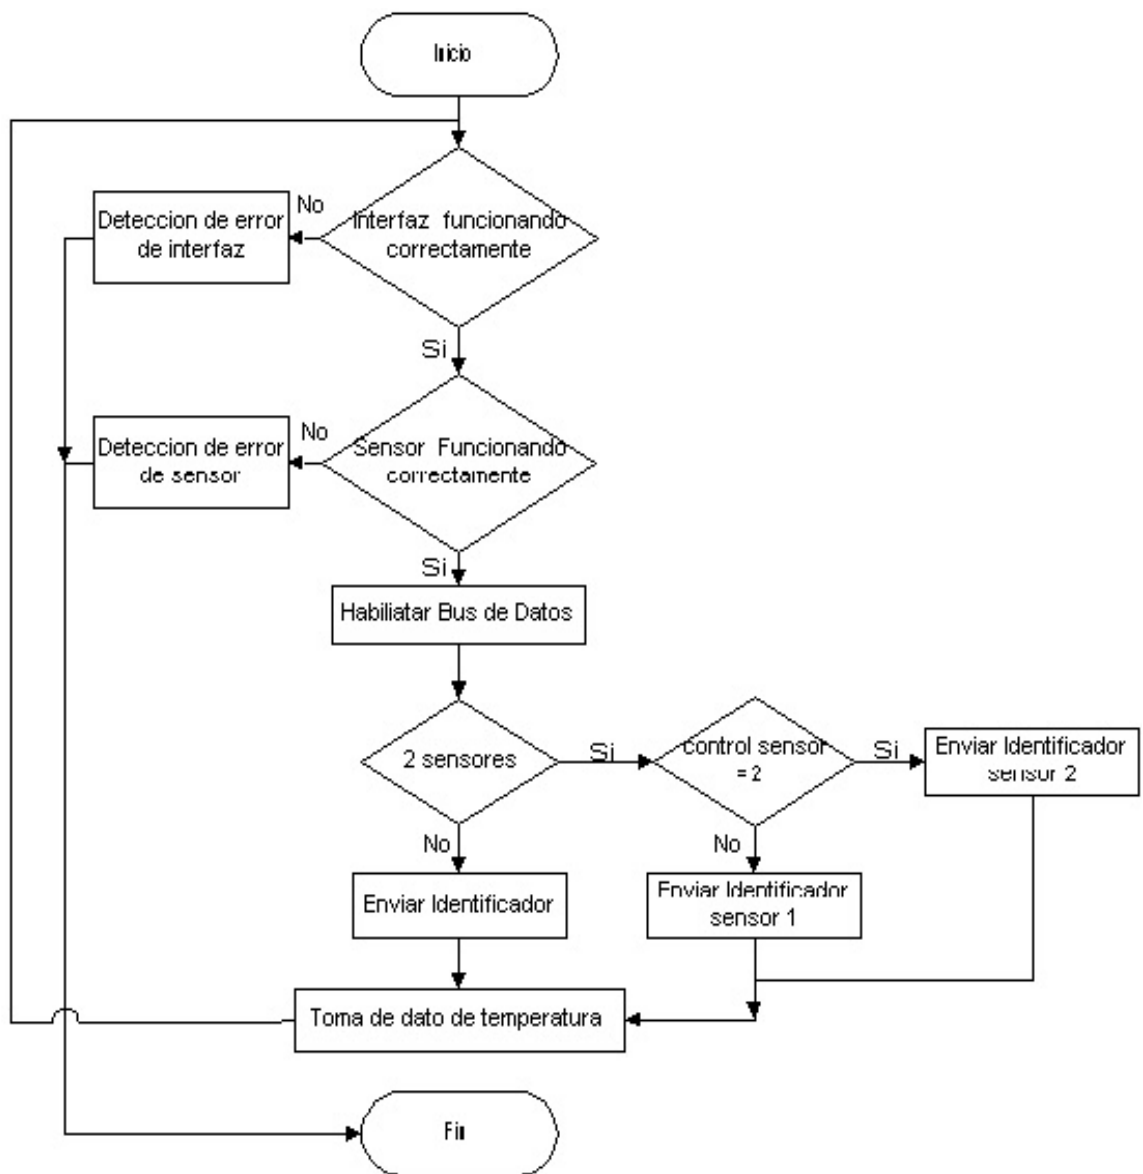 Inicio
No
Deteccion de error
de interfaz
Interfaz funcionando
correctamente
Si
No
Deteccion de error
de sensor
Sensor Funcionando
correctamente
Si
Habiliatar Bus de Datos
2 sensores
Si
control sensor
= 2
Si
Enviar Identificador
sensor 2
No
No
Enviar Identificador
Enviar Identificador
sensor 1
Toma de dato de temperatura
Fin